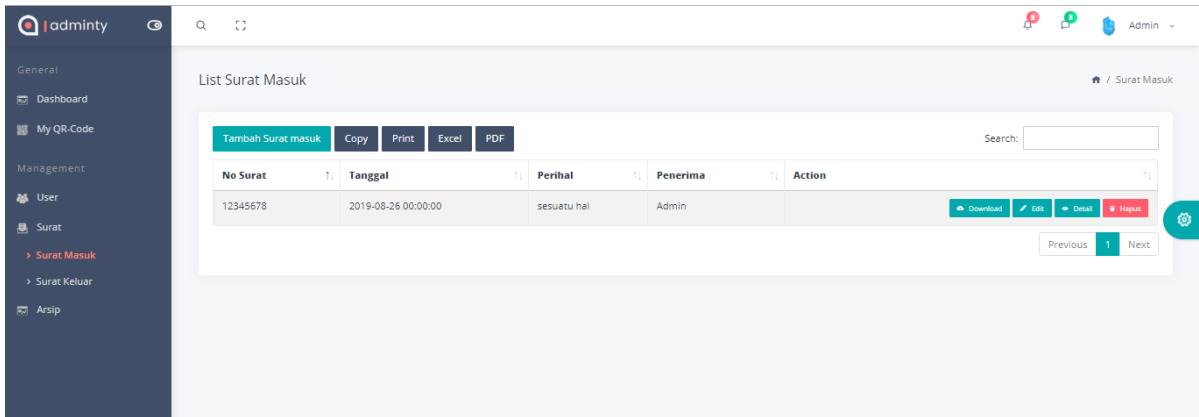 adminty
5
3
Admin
General
Dashboard
My QR-Code
Management
User
Surat
Surat Masuk
Surat Keluar
Arsip
List Surat Masuk
/ Surat Masuk
Tambah Surat masuk Copy Print Excel PDF
Search:
No Surat Tanggal Perihal Penerima Action
12345678 2019-08-26 00:00:00 sesuatu hal Admin Download Edit Detail Hapus
Previous 1 Next